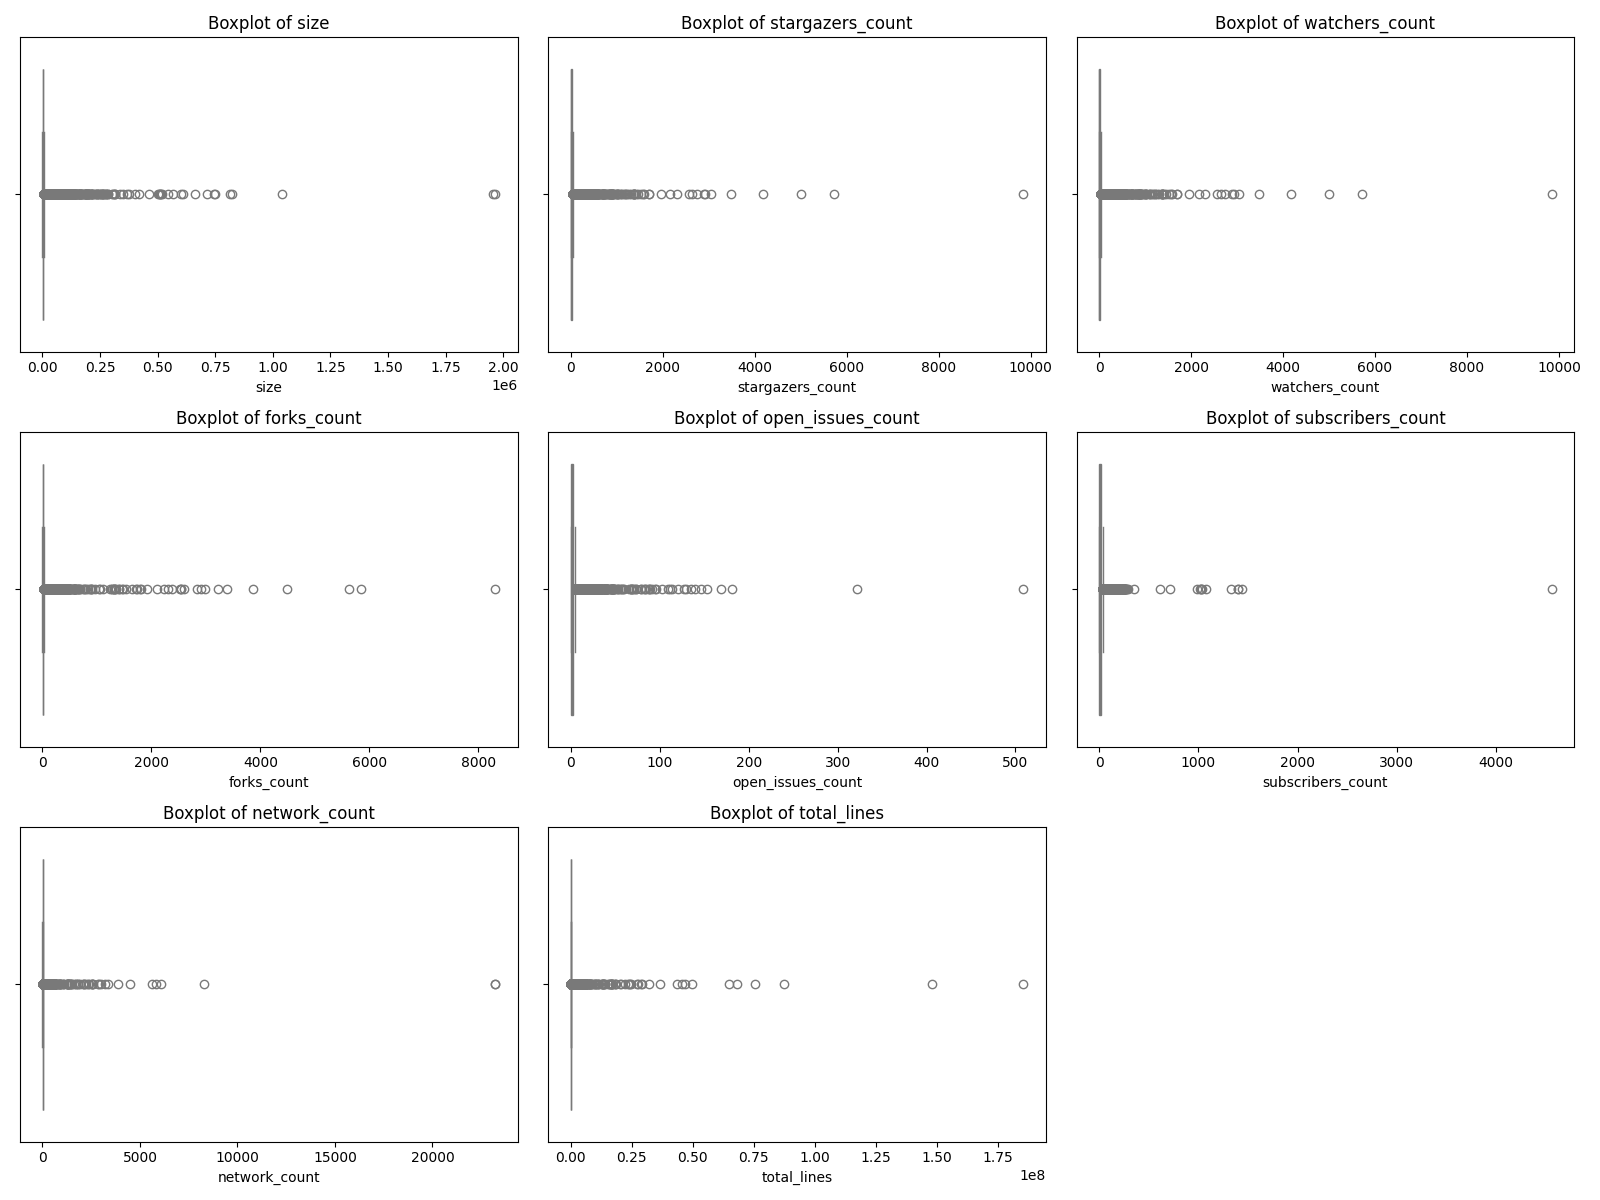 Boxplot of size
Boxplot of stargazers_count
Boxplot of watchers_count
0.00 0.25 0.50 0.75 1.00 1.25 1.50 1.75 2.00
1e6
size
0 2000 4000 6000 8000 10000
stargazers_count
0 2000 4000 6000 8000 10000
watchers_count
Boxplot of forks_count
Boxplot of open_issues_count
Boxplot of subscribers_count
0 2000 4000 6000 8000
forks_count
0 100 200 300 400 500
open_issues_count
0 1000 2000 3000 4000
subscribers_count
Boxplot of network_count
Boxplot of total_lines
0 5000 10000 15000 20000
network_count
0.00 0.25 0.50 0.75 1.00 1.25 1.50 1.75
1e8
total_lines